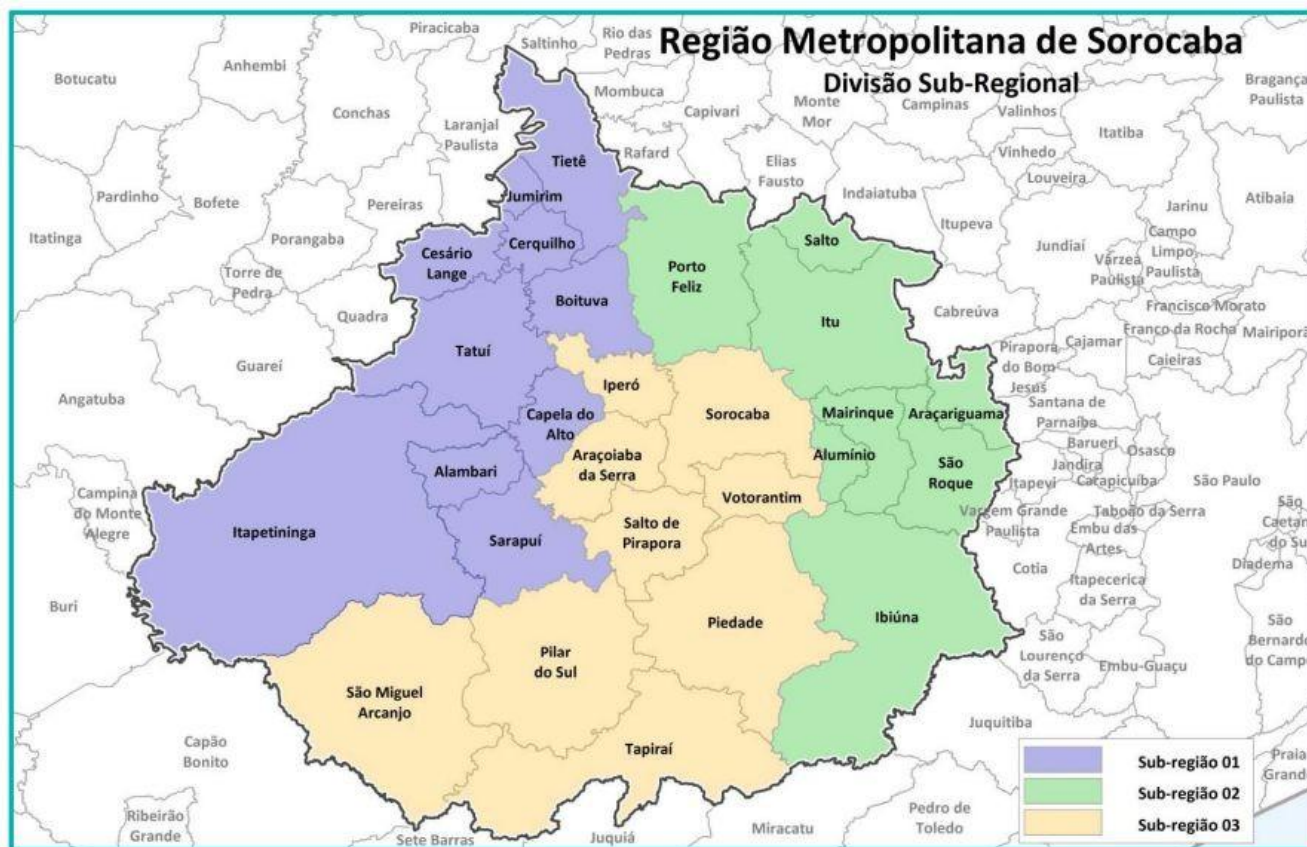 Região Metropolitana de Sorocaba
Divisão Sub-Regional
Piracicaba
Saltinho
Rio das
Pedras
Botucatu
Anhembi
Conchas
Laranjal
Paulista
Mombuca
Capivari
Monte
Mor
Campinas
Valinhos
Bragança
Paulista
Itatiba
Rafard
Elias
Fausto
Vinhedo
Louveira
Indaiatuba
Itupeva
Jarinu
Atibaia
Pardinho
Bofete
Pereiras
Itatinga
Porangaba
Torre de
Pedra
Quadra
Guareí
Angatuba
Tietê
Jumirim
Cerquilho
Cesário
Lange
Boituva
Porto
Feliz
Salto
Itu
Jundiaí
Campo
Limpo
Paulista
Várzea
Paulista
Cabreúva
Francisco Morato
Franco da Rocha
Mairiporã
Cajamar
Caieiras
Pirapora
do Bom
Jesus
Santana de
Parnaíba
Tatuí
Iperó
Capela do
Alto
Sorocaba
Mairinque
Araçariguama
Alumínio
São
Roque
Araçoiaba
da Serra
Alambari
Votorantim
Salto de
Pirapora
Sarapuí
Itapetininga
Campina
do Monte
Alegre
Buri
Barueri
Osasco
Jandira
Itapevi
Carapicuíba
São Paulo
Vargem Grande
Paulista
Taboão da Serra
Embu das
Artes
São
Caetan
do Su
Diadema
Cotia
Itapecerica
da Serra
São
Bernardo
do Campo
São
Lourenço
da Serra
Embu-Guaçu
Ibiúna
Piedade
Pilar
do Sul
São Miguel
Arcanjo
Tapiraí
Capão
Bonito
Ribeirão
Grande
Sete Barras
Juquiá
Miracatu
Juquitiba
Pedro de
Toledo
Praia
Grand
Sub-região 01
Sub-região 02
Sub-região 03